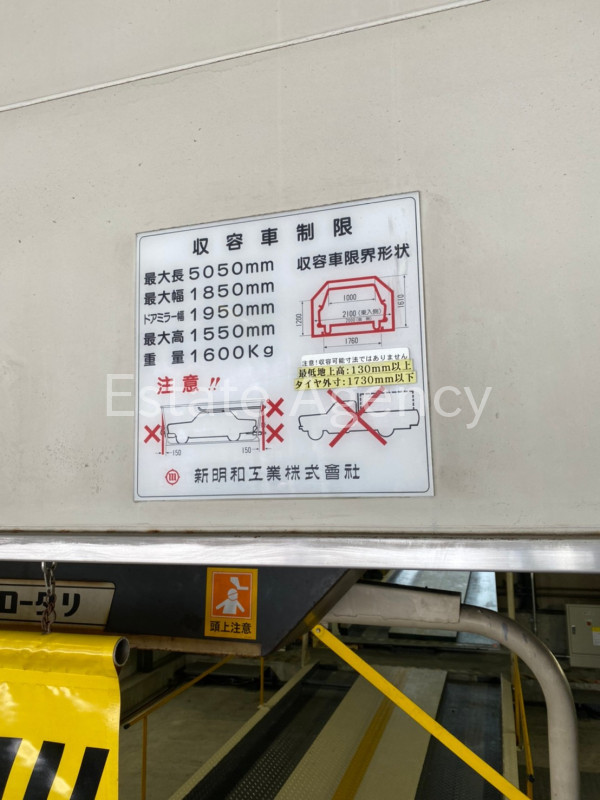 収容車制限
最大長 5050mm
最大幅 1850mm
ドアミラー幅 1950mm
最大高 1550mm
重量 1600Kg
収容車限界形状
1000
1200
2100(乗入側)
1610
1760
注意!収容可能寸法ではありません
最低地上高:130mm以上
タイヤ外寸:1730mm以下
注意!!
150
150
新明和工業株式會社
Estate Agency
ロータリ
頭上注意